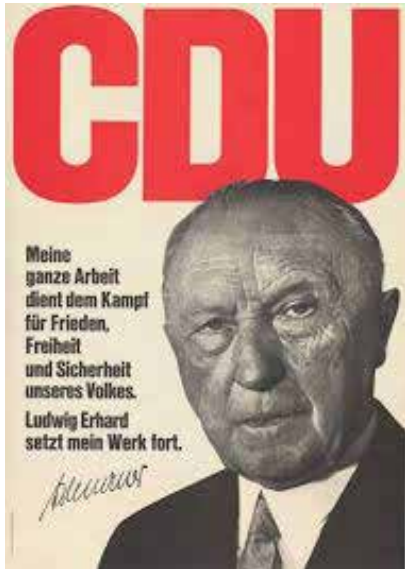 CDU
Meine
ganze Arbeit
dient dem Kampf
für Frieden,
Freiheit
und Sicherheit
unseres Volkes.
Ludwig Erhard
setzt mein Werk fort.
Adenauer